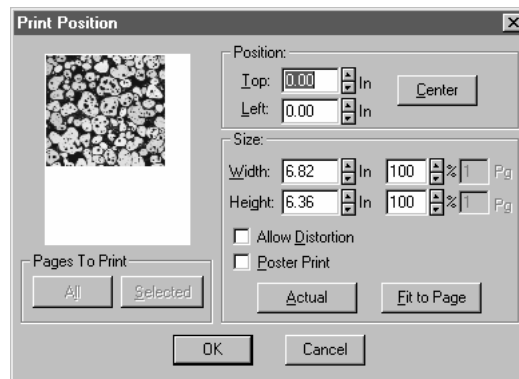 Print Position
Position:
Top: 0.00 In
Left: 0.00 In
Center
Size:
Width: 6.82 In 100 % 1 Pg
Height: 6.36 In 100 % 1 Pg
Allow Distortion
Poster Print
Actual Fit to Page
Pages To Print
All Selected
OK Cancel